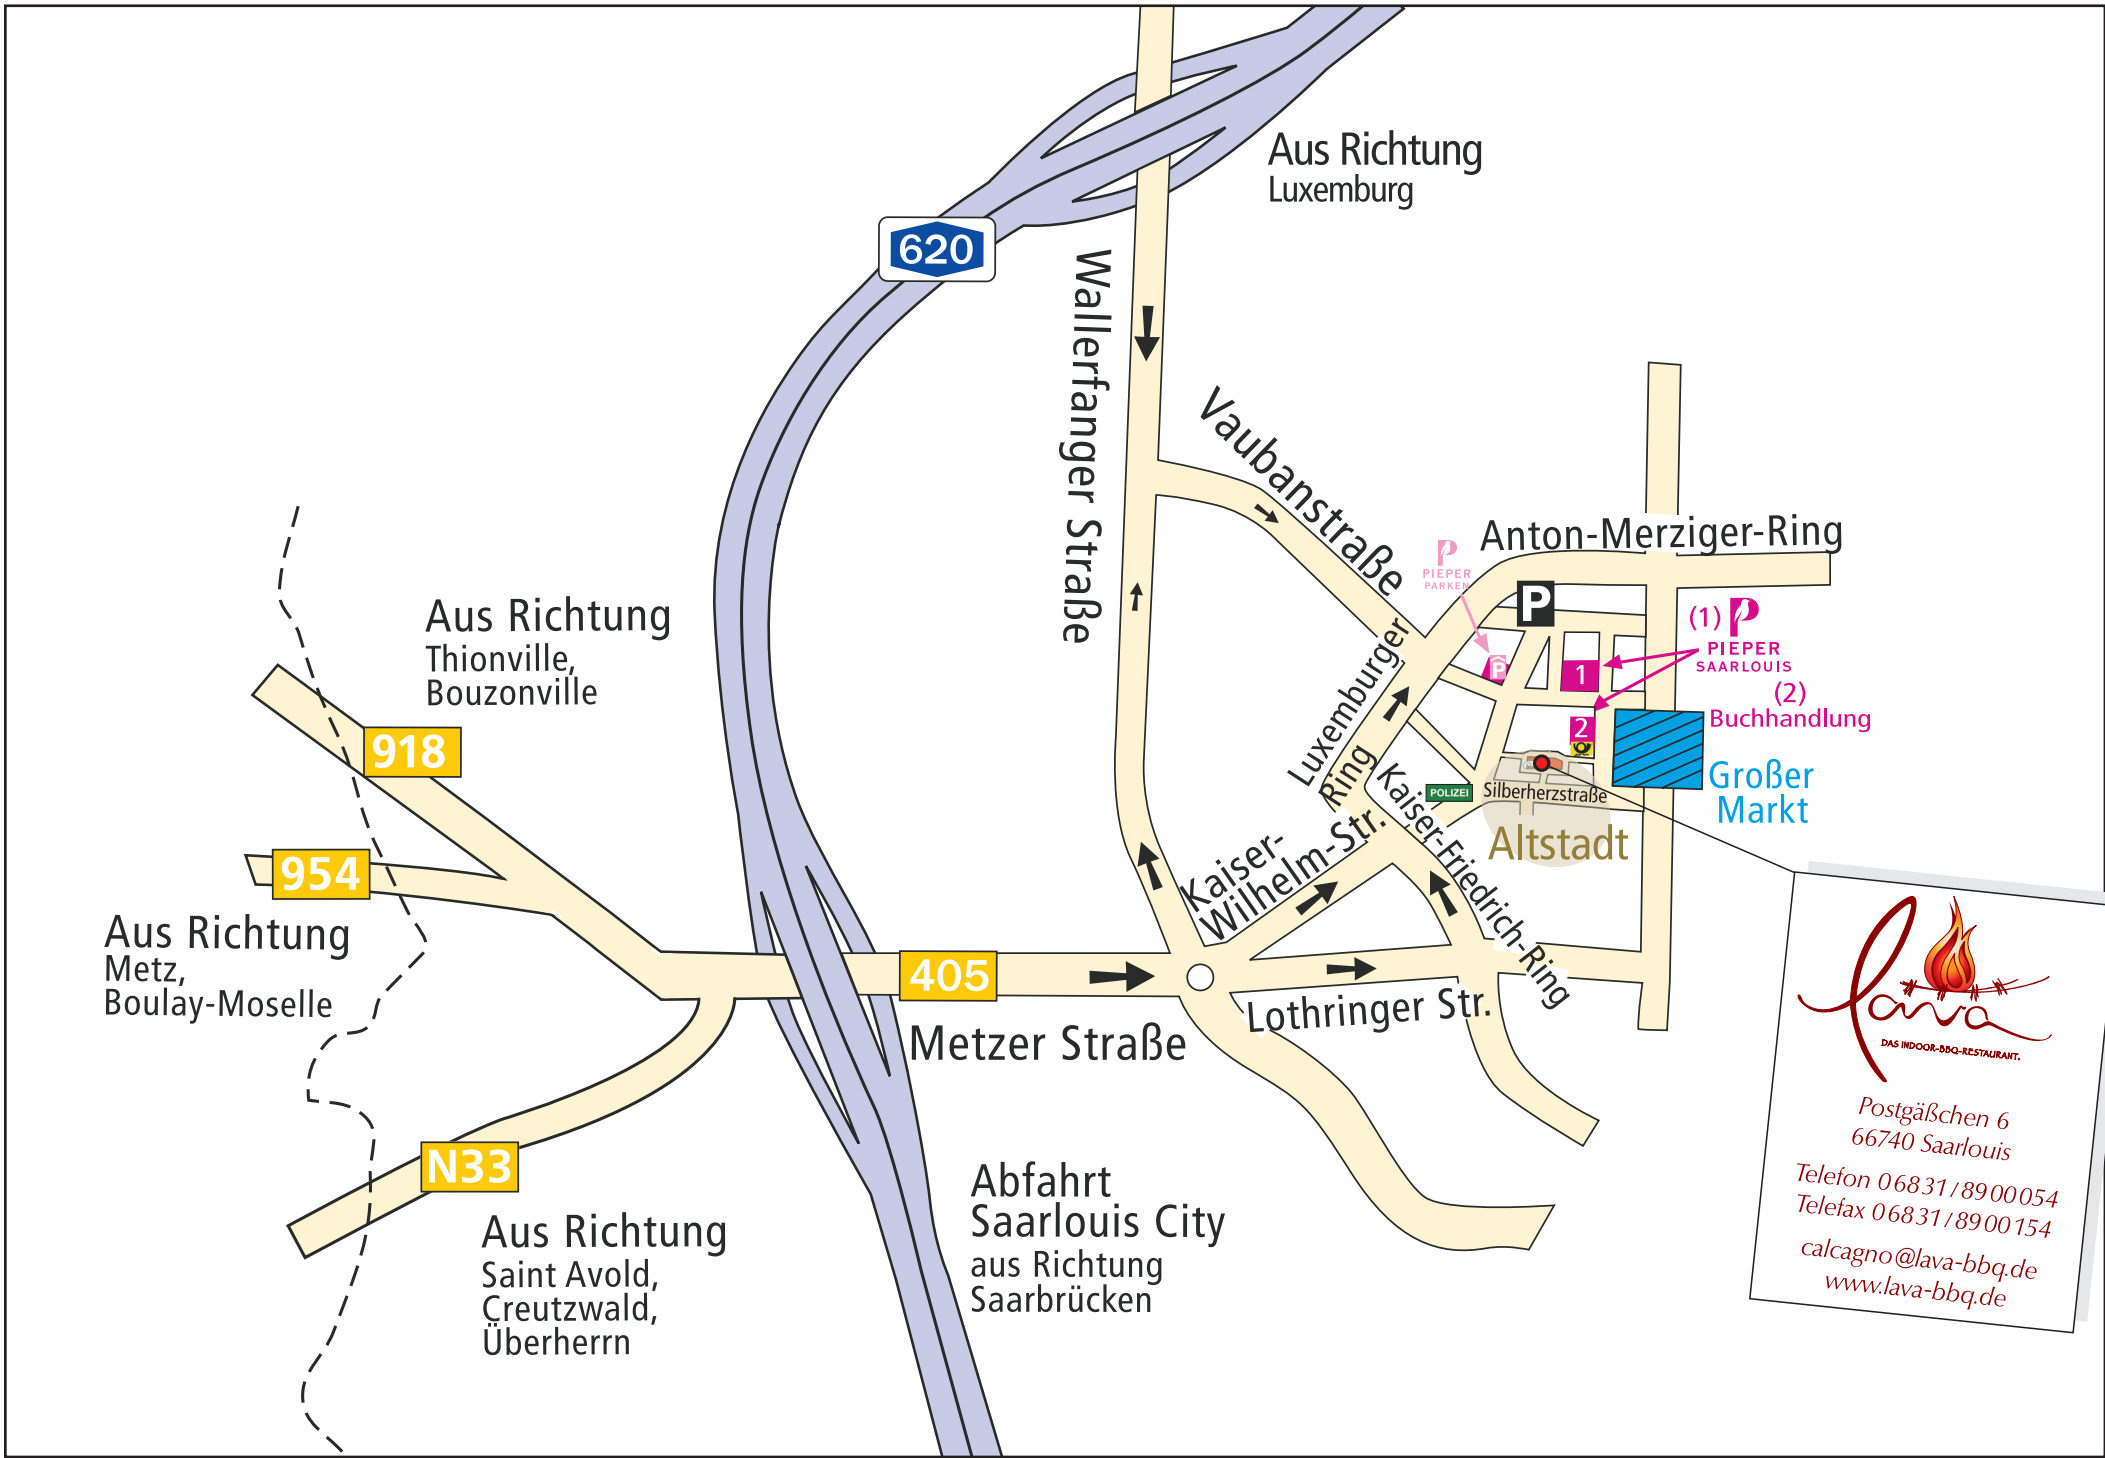 Aus Richtung
Luxemburg
620
Wallerfanger Straße
Vaubanstraße
Anton-Merziger-Ring
P
PIEPER
PARKEN
P
P
(1) P
PIEPER
SAARLOUIS
(2)
Buchhandlung
1
2
Luxemburger
Ring
Großer
Markt
POLIZEI
Silberherzstraße
Altstadt
Kaiser-Friedrich-Ring
Kaiser-
Wilhelm-Str.
Lothringer Str.
Aus Richtung
Thionville,
Bouzonville
918
954
Aus Richtung
Metz,
Boulay-Moselle
405
Metzer Straße
N33
Aus Richtung
Saint Avold,
Creutzwald,
Überherrn
Abfahrt
Saarlouis City
aus Richtung
Saarbrücken
lava
DAS INDOOR-BBQ-RESTAURANT.
Postgäßchen 6
66740 Saarlouis
Telefon 06831/8900054
Telefax 06831/8900154
calcagno@lava-bbq.de
www.lava-bbq.de